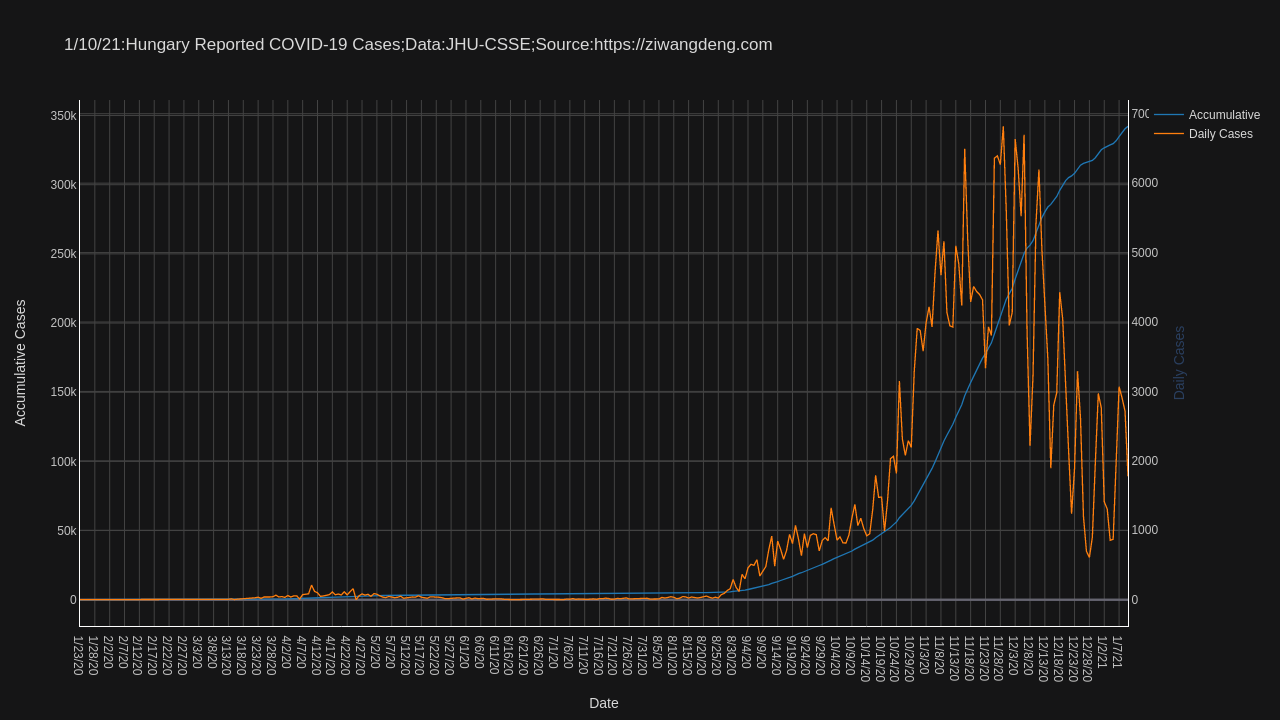 1/10/21:Hungary Reported COVID-19 Cases;Data:JHU-CSSE;Source:https://ziwangdeng.com
Accumulative
Daily Cases
350k
300k
250k
200k
150k
100k
50k
0
Accumulative Cases
700
6000
5000
4000
3000
2000
1000
0
Daily Cases
1/23/20 1/28/20 2/2/20 2/7/20 2/12/20 2/17/20 2/22/20 2/27/20 3/3/20 3/8/20 3/13/20 3/18/20 3/23/20 3/28/20 4/2/20 4/7/20 4/12/20 4/17/20 4/22/20 4/27/20 5/2/20 5/7/20 5/12/20 5/17/20 5/22/20 5/27/20 6/1/20 6/6/20 6/11/20 6/16/20 6/21/20 6/26/20 7/1/20 7/6/20 7/11/20 7/16/20 7/21/20 7/26/20 7/31/20 8/5/20 8/10/20 8/15/20 8/20/20 8/25/20 8/30/20 9/4/20 9/9/20 9/14/20 9/19/20 9/24/20 9/29/20 10/4/20 10/9/20 10/14/20 10/19/20 10/24/20 10/29/20 11/3/20 11/8/20 11/13/20 11/18/20 11/23/20 11/28/20 12/3/20 12/8/20 12/13/20 12/18/20 12/23/20 12/28/20 1/2/21 1/7/21
Date